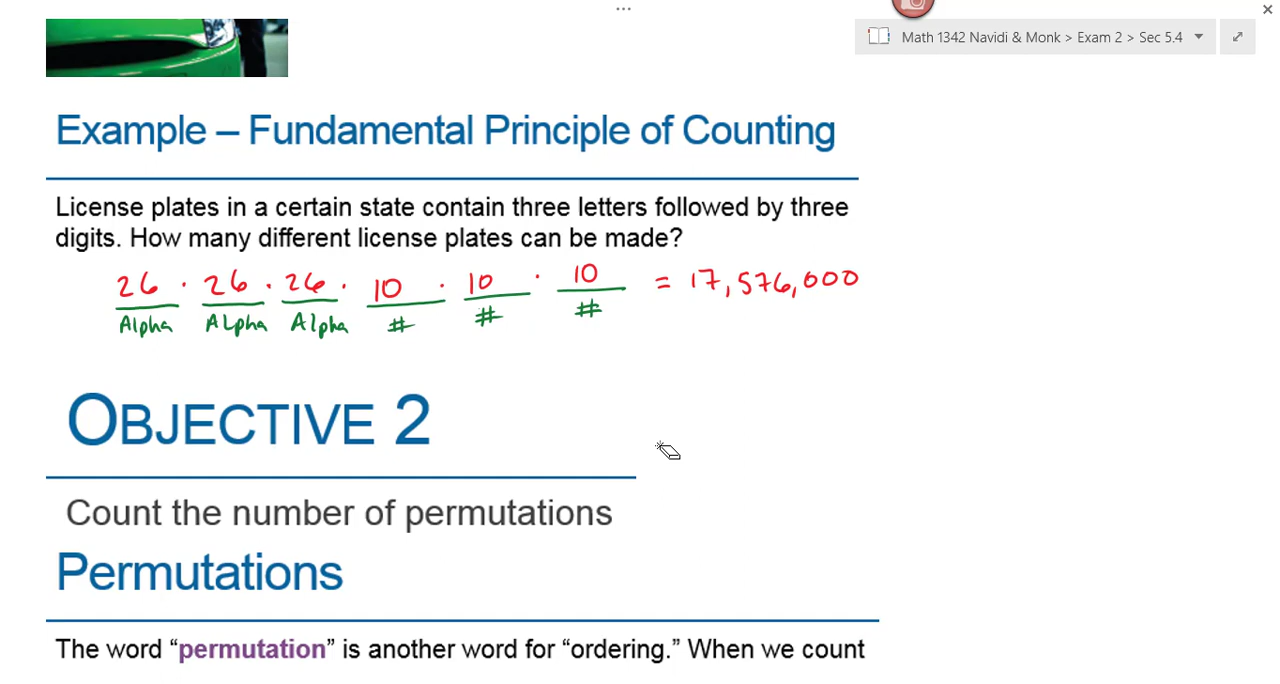 Math 1342 Navidi & Monk > Exam 2 > Sec 5.4
Example – Fundamental Principle of Counting
License plates in a certain state contain three letters followed by three
digits. How many different license plates can be made?
26 · 26 · 26 · 10 · 10 · 10 = 17,576,000
Alpha ALpha Alpha # # #
OBJECTIVE 2
Count the number of permutations
Permutations
The word “permutation” is another word for “ordering.” When we count